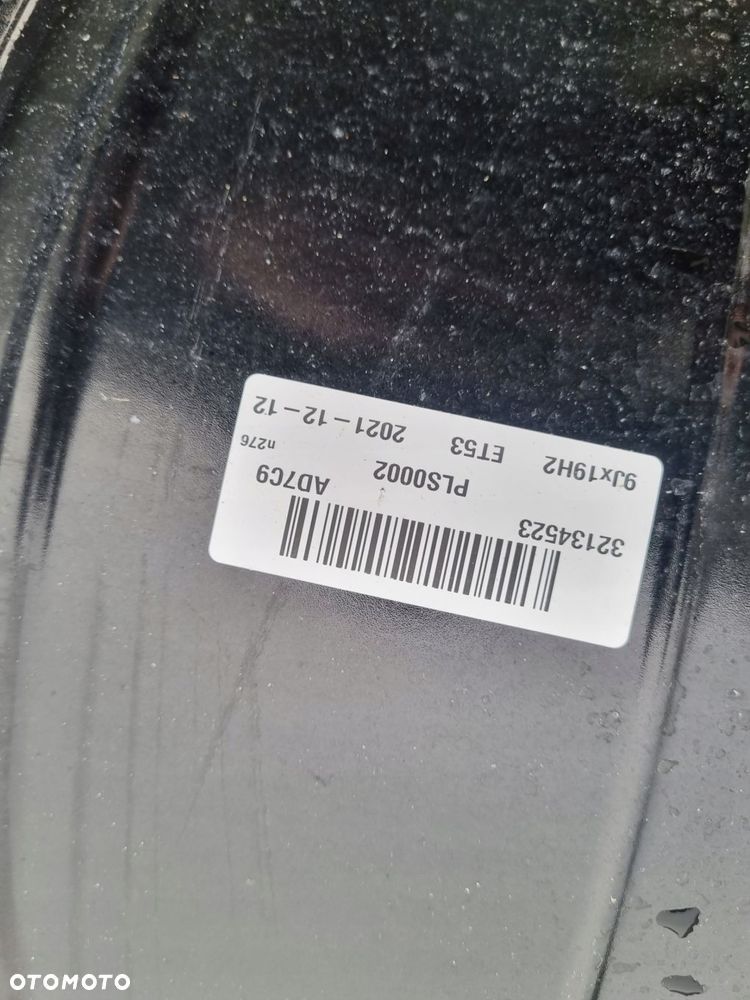 32134523
PLS0002
AD7C9
n276
9Jx19H2 ET53 2021-12-12
OTOMOTO